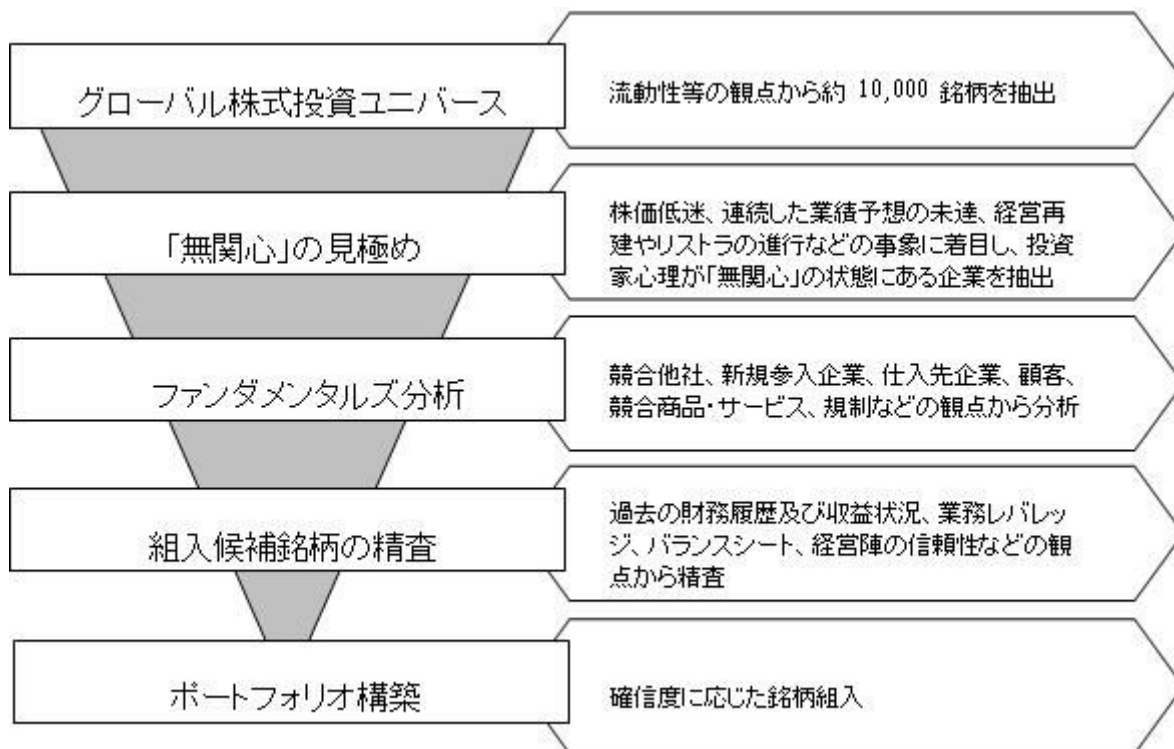 グローバル株式投資ユニバース
流動性等の観点から約 10,000 銘柄を抽出
「無関心」の見極め
株価低迷、連続した業績予想の未達、経営再
建やリストラの進行などの事象に着目し、投資
家心理が「無関心」の状態にある企業を抽出
ファンダメンタルズ分析
競合他社、新規参入企業、仕入先企業、顧客、
競合商品・サービス、規制などの観点から分析
組入候補銘柄の精査
過去の財務履歴及び収益状況、業務レバレッ
ジ、バランスシート、経営陣の信頼性などの観
点から精査
ポートフォリオ構築
確信度に応じた銘柄組入